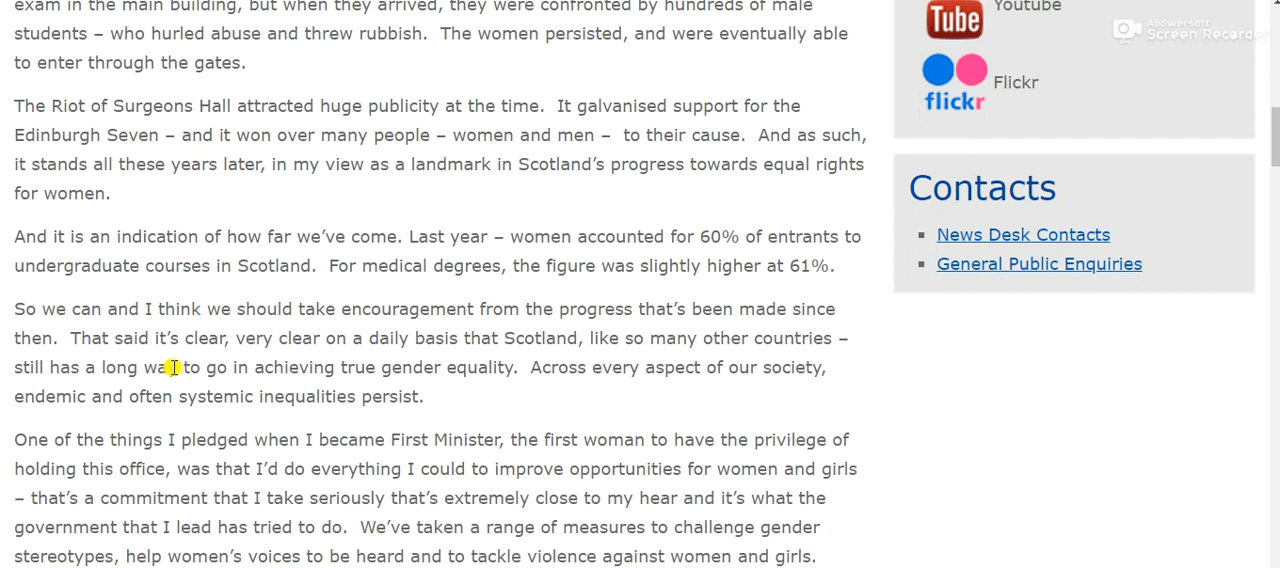 exam in the main building, but when they arrived, they were confronted by hundreds of male
students – who hurled abuse and threw rubbish.  The women persisted, and were eventually able
to enter through the gates.
The Riot of Surgeons Hall attracted huge publicity at the time.  It galvanised support for the
Edinburgh Seven – and it won over many people – women and men –  to their cause.  And as such,
it stands all these years later, in my view as a landmark in Scotland’s progress towards equal rights
for women.
And it is an indication of how far we’ve come. Last year – women accounted for 60% of entrants to
undergraduate courses in Scotland.  For medical degrees, the figure was slightly higher at 61%.
So we can and I think we should take encouragement from the progress that’s been made since
then.  That said it’s clear, very clear on a daily basis that Scotland, like so many other countries –
still has a long way to go in achieving true gender equality.  Across every aspect of our society,
endemic and often systemic inequalities persist.
One of the things I pledged when I became First Minister, the first woman to have the privilege of
holding this office, was that I’d do everything I could to improve opportunities for women and girls
– that’s a commitment that I take seriously that’s extremely close to my hear and it’s what the
government that I lead has tried to do.  We’ve taken a range of measures to challenge gender
stereotypes, help women’s voices to be heard and to tackle violence against women and girls.
Tube
Youtube
Apowersoft
Screen Recorder
flickr
Flickr
Contacts
News Desk Contacts
General Public Enquiries